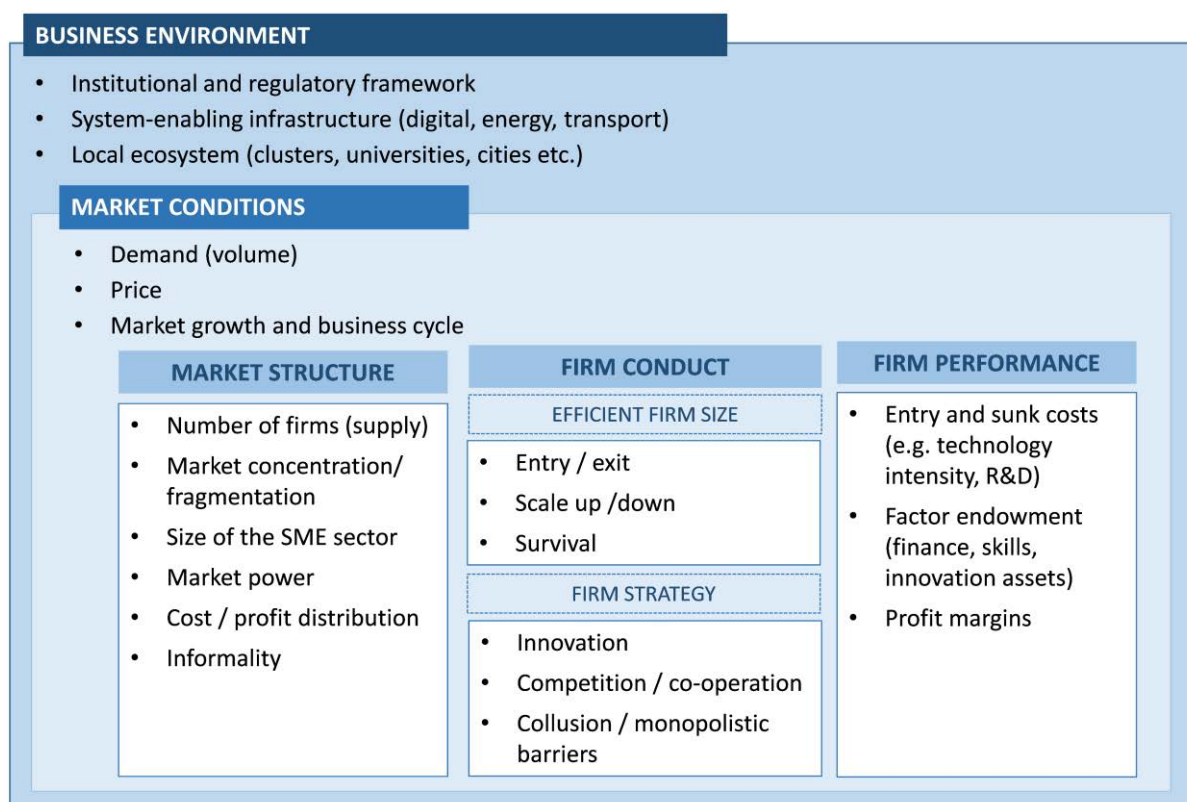 BUSINESS ENVIRONMENT
• Institutional and regulatory framework
• System-enabling infrastructure (digital, energy, transport)
• Local ecosystem (clusters, universities, cities etc.)
MARKET CONDITIONS
• Demand (volume)
• Price
• Market growth and business cycle
MARKET STRUCTURE
• Number of firms (supply)
• Market concentration/
fragmentation
• Size of the SME sector
• Market power
• Cost / profit distribution
• Informality
FIRM CONDUCT
EFFICIENT FIRM SIZE
• Entry / exit
• Scale up /down
• Survival
FIRM STRATEGY
• Innovation
• Competition / co-operation
• Collusion / monopolistic
barriers
FIRM PERFORMANCE
• Entry and sunk costs
(e.g. technology
intensity, R&D)
• Factor endowment
(finance, skills,
innovation assets)
• Profit margins